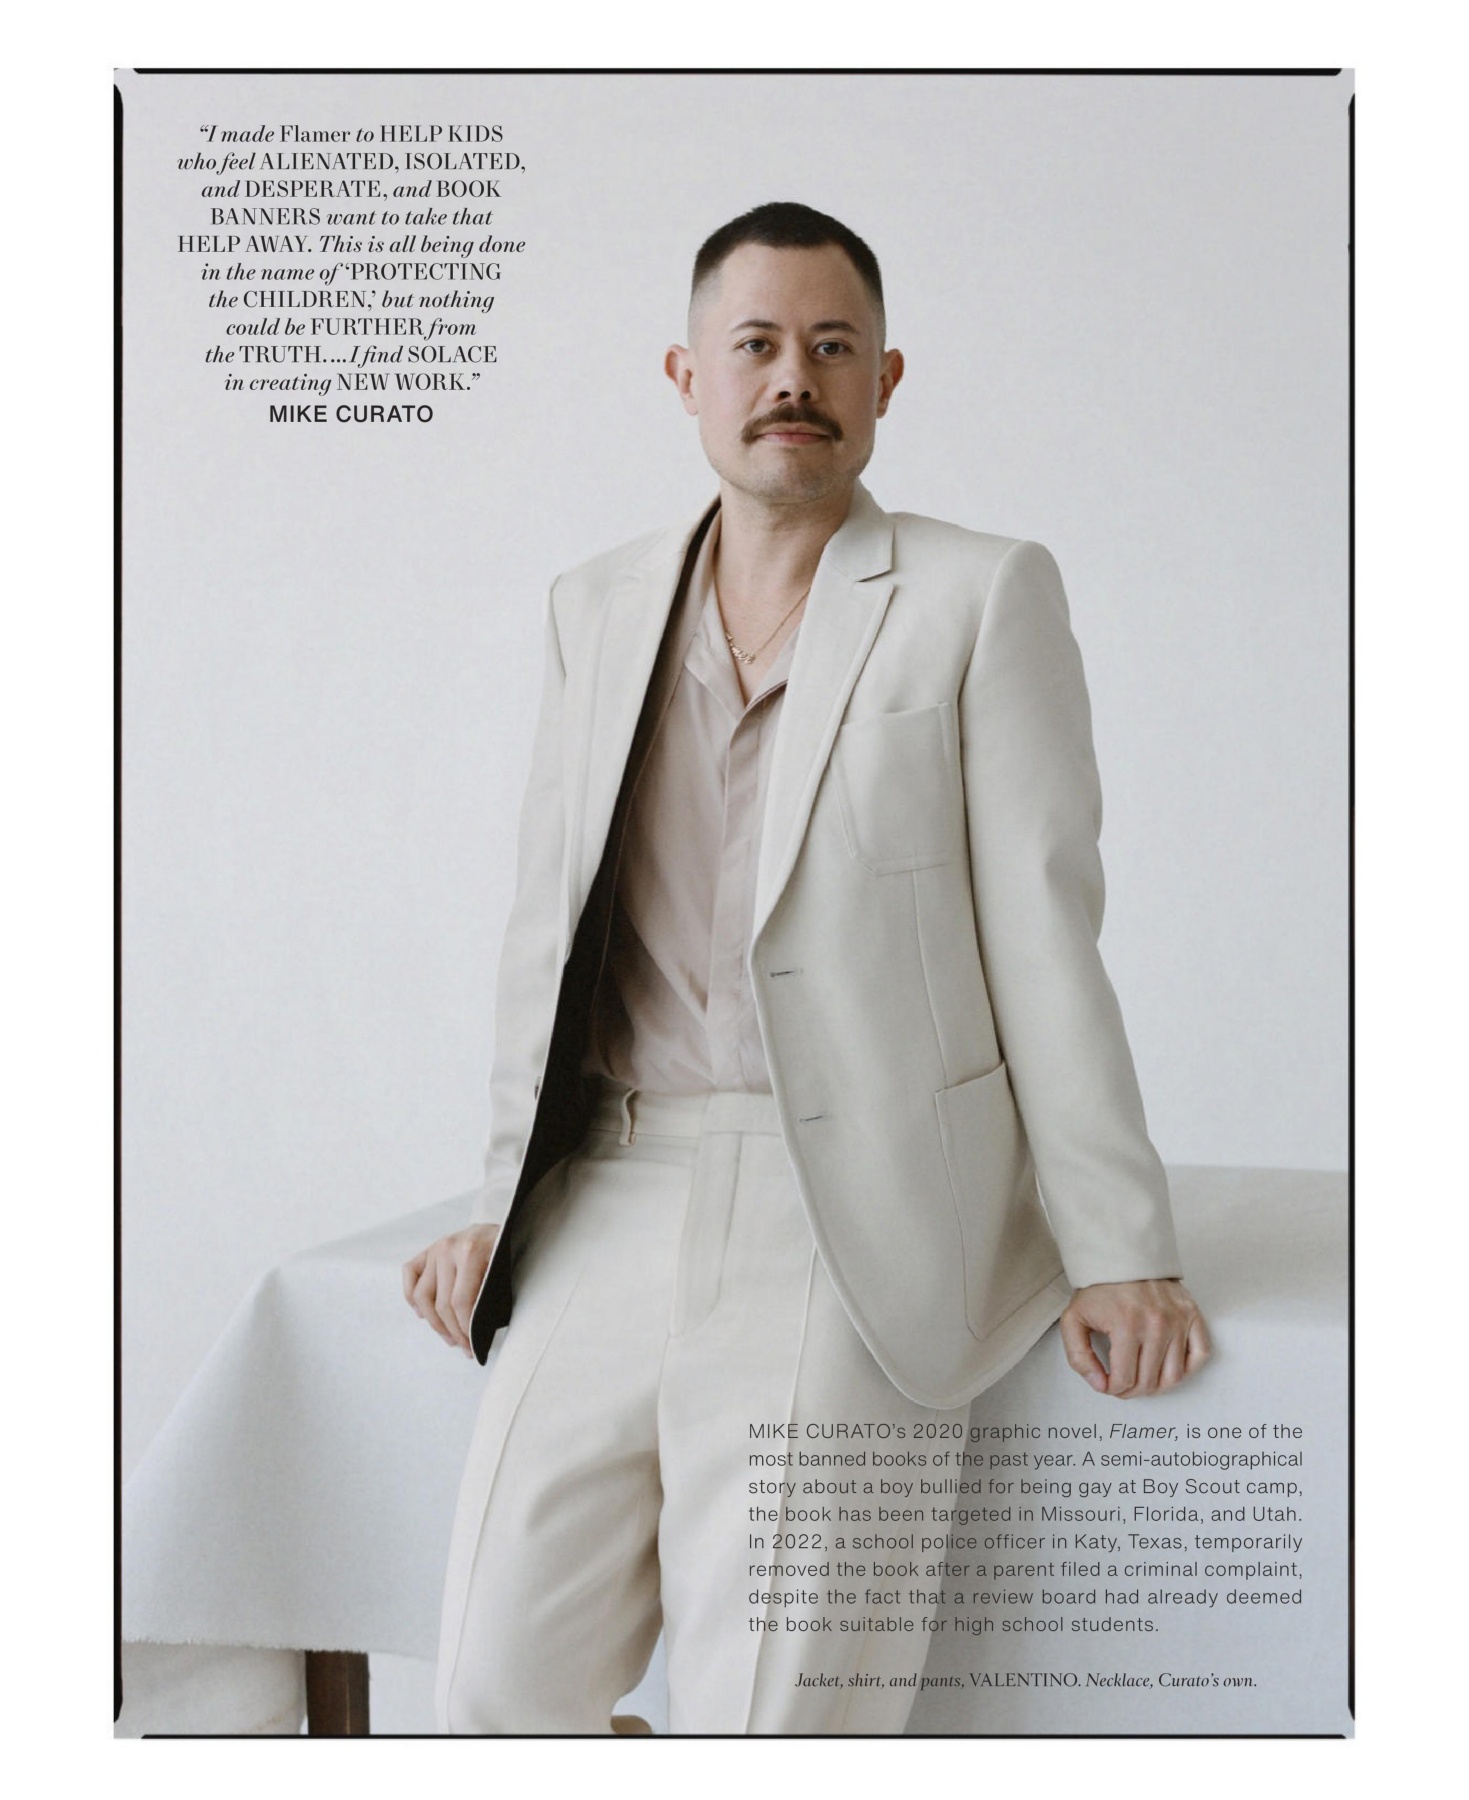 “I made Flamer to HELP KIDS
who feel ALIENATED, ISOLATED,
and DESPERATE, and BOOK
BANNERS want to take that
HELP AWAY. This is all being done
in the name of ‘PROTECTING
the CHILDREN,’ but nothing
could be FURTHER from
the TRUTH....I find SOLACE
in creating NEW WORK.”
MIKE CURATO
MIKE CURATO’s 2020 graphic novel, Flamer, is one of the
most banned books of the past year. A semi-autobiographical
story about a boy bullied for being gay at Boy Scout camp,
the book has been targeted in Missouri, Florida, and Utah.
In 2022, a school police officer in Katy, Texas, temporarily
removed the book after a parent filed a criminal complaint,
despite the fact that a review board had already deemed
the book suitable for high school students.
Jacket, shirt, and pants, VALENTINO. Necklace, Curato’s own.